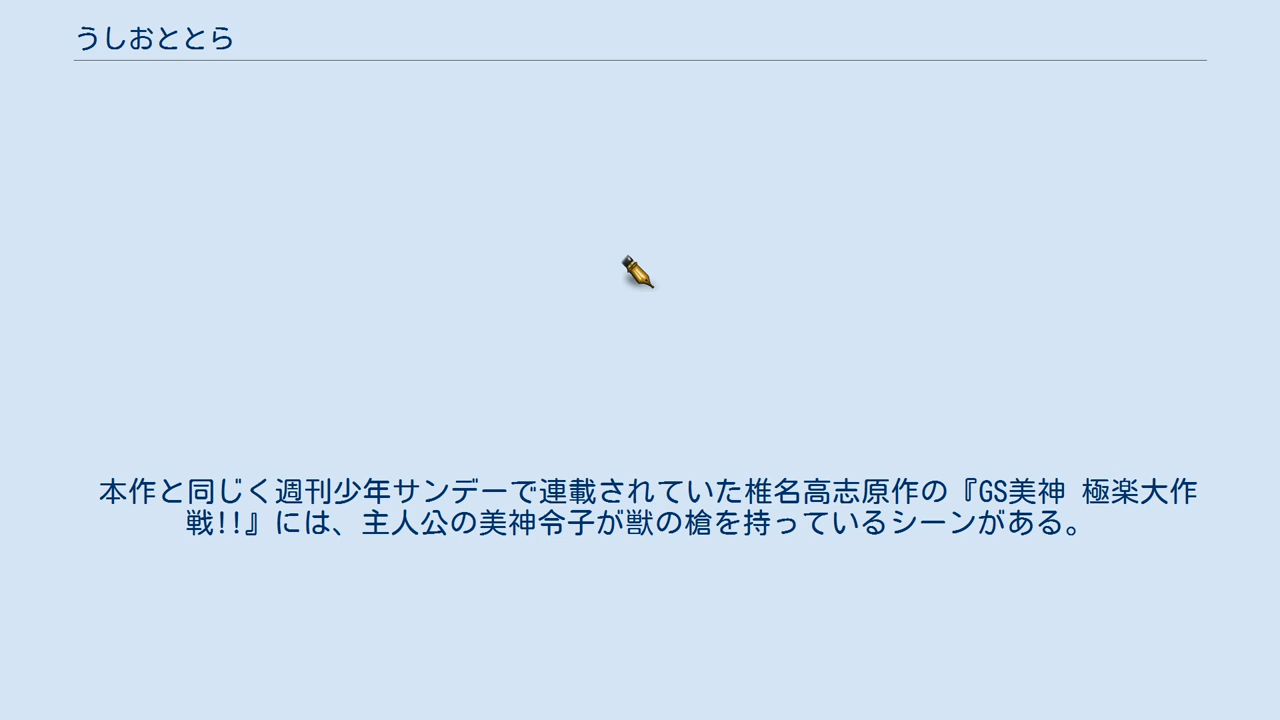 うしおととら
本作と同じく週刊少年サンデーで連載されていた椎名高志原作の『GS美神 極楽大作
戦!!』には、主人公の美神令子が獣の槍を持っているシーンがある。